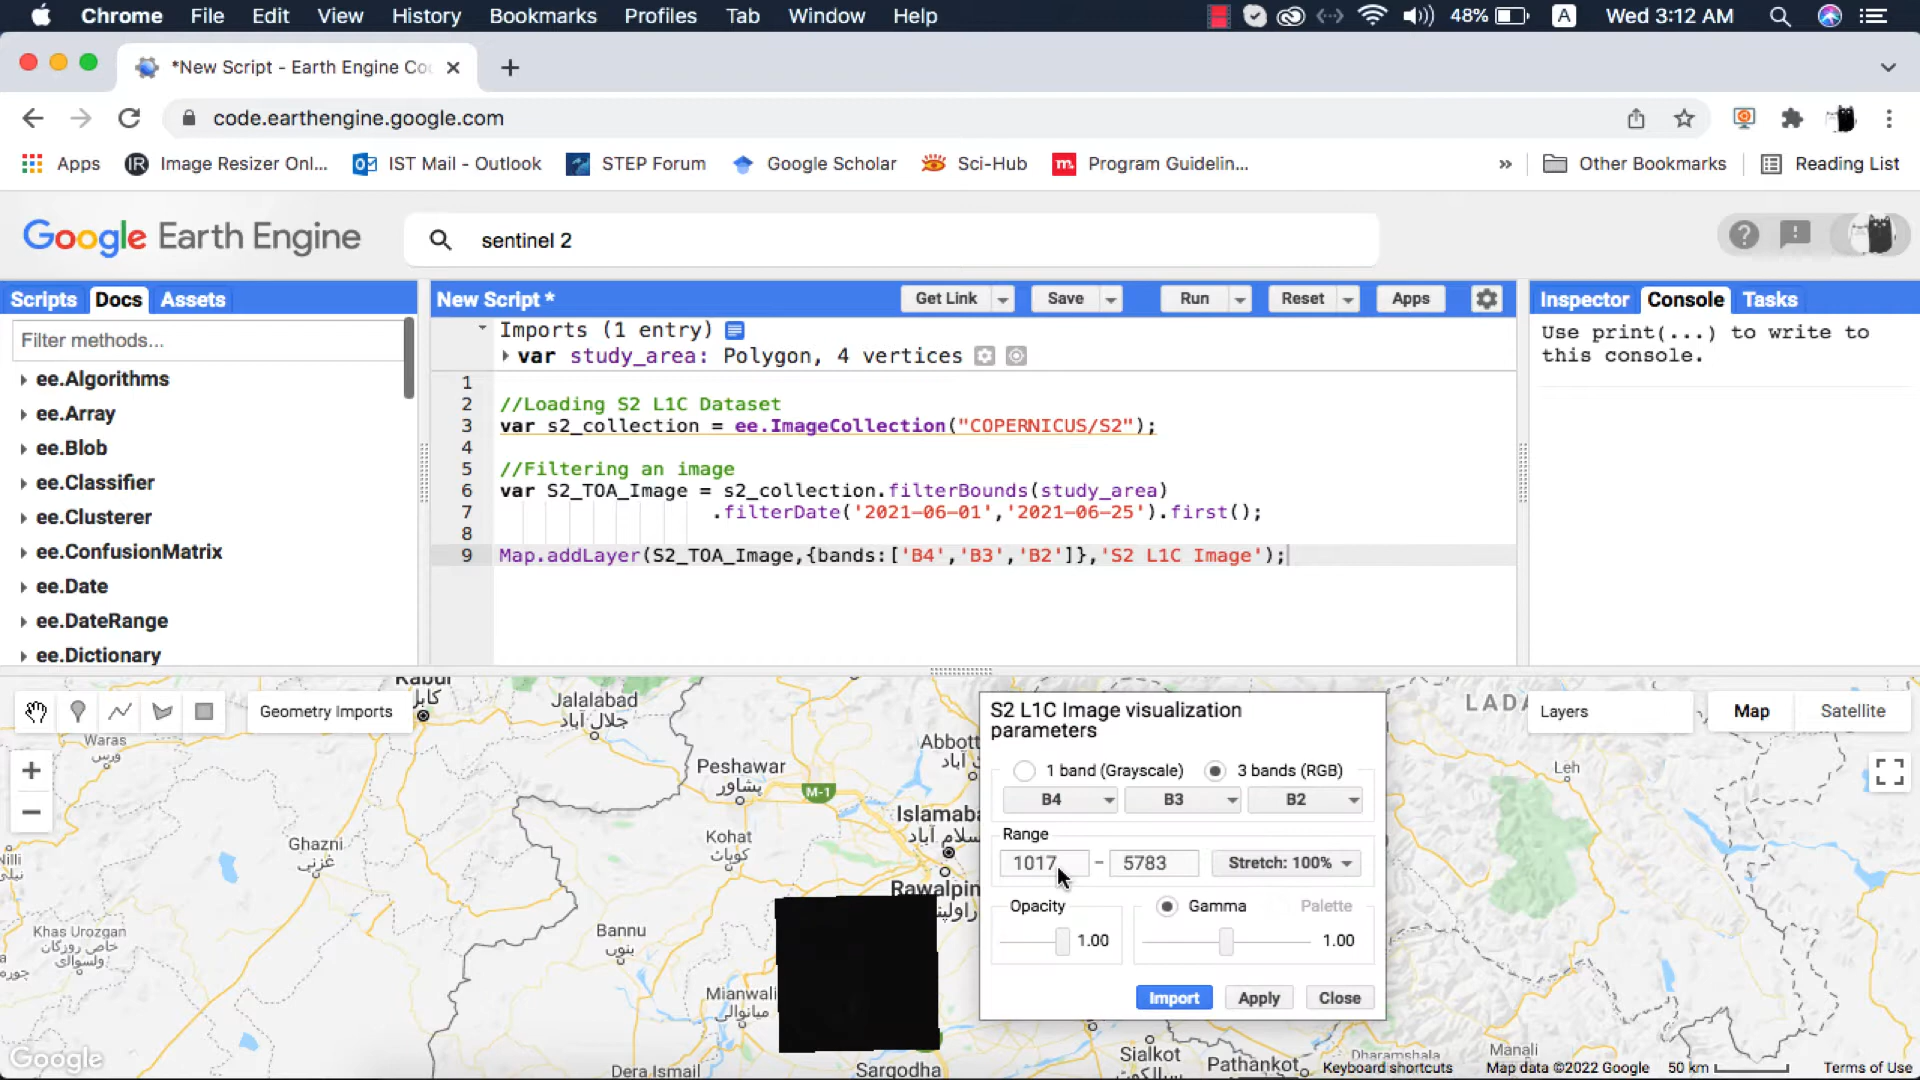 Chrome File Edit View History Bookmarks Profiles Tab Window Help 48% A Wed 3:12 AM
*New Script - Earth Engine Co
code.earthengine.google.com
Apps IR Image Resizer Onl... IST Mail - Outlook STEP Forum Google Scholar Sci-Hub m. Program Guidelin... » Other Bookmarks Reading List
Google Earth Engine
sentinel 2
Scripts Docs Assets
Filter methods...
ee.Algorithms
ee.Array
ee.Blob
ee.Classifier
ee.Clusterer
ee.ConfusionMatrix
ee.Date
ee.DateRange
ee.Dictionary
New Script *
Get Link Save Run Reset Apps
Imports (1 entry)
var study_area: Polygon, 4 vertices
1
2 //Loading S2 L1C Dataset
3 var s2_collection = ee.ImageCollection("COPERNICUS/S2");
4
5 //Filtering an image
6 var S2_TOA_Image = s2_collection.filterBounds(study_area)
7 .filterDate('2021-06-01','2021-06-25').first();
8
9 Map.addLayer(S2_TOA_Image,{bands:['B4','B3','B2']},'S2 L1C Image');
Inspector Console Tasks
Use print(...) to write to
this console.
Geometry Imports
Layers
Map Satellite
Kabul
کابل
Jalalabad
جلال آباد
Waras
ورس
Peshawar
پشاور
M-1
Abbott
Islamaba
Kohat
کوہاٹ
Ghazni
غزنی
Nilli
نیلی
Rawalpin
Khas Urozgan
خاص اروزگان
ولسوالی
Bannu
بنوں
Mianwali
میانوالی
Dera Ismail
Sargodha
Sialkot
Pathankot
Dharamshala
Manali
Leh
LADA
S2 L1C Image visualization
parameters
1 band (Grayscale) 3 bands (RGB)
B4 B3 B2
Range
1017 – 5783 Stretch: 100%
Opacity
1.00
Gamma Palette
1.00
Import Apply Close
Google
Keyboard shortcuts Map data ©2022 Google 50 km Terms of Use